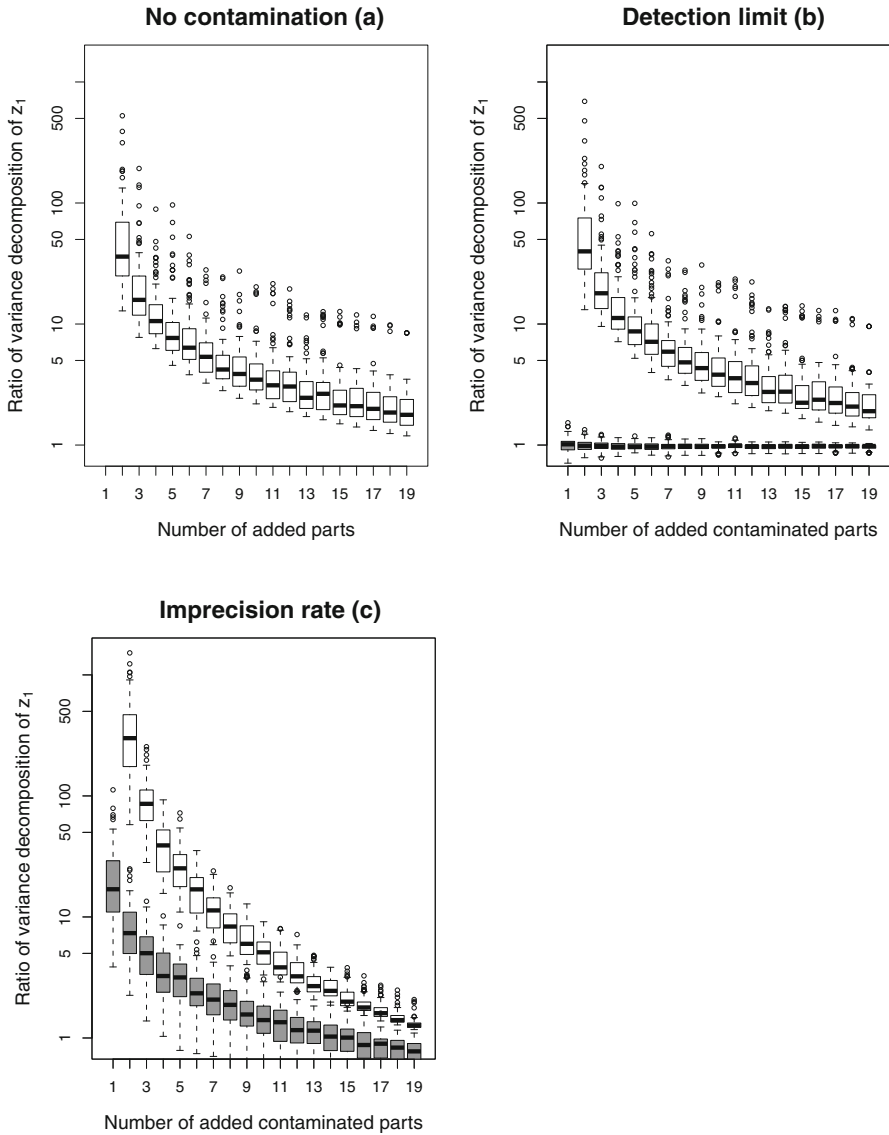 No contamination (a)
Ratio of variance decomposition of z₁
500
100
50
10
5
1
1 3 5 7 9 11 13 15 17 19
Number of added parts
Detection limit (b)
Ratio of variance decomposition of z₁
500
100
50
10
5
1
1 3 5 7 9 11 13 15 17 19
Number of added contaminated parts
Imprecision rate (c)
Ratio of variance decomposition of z₁
500
100
50
10
5
1
1 3 5 7 9 11 13 15 17 19
Number of added contaminated parts